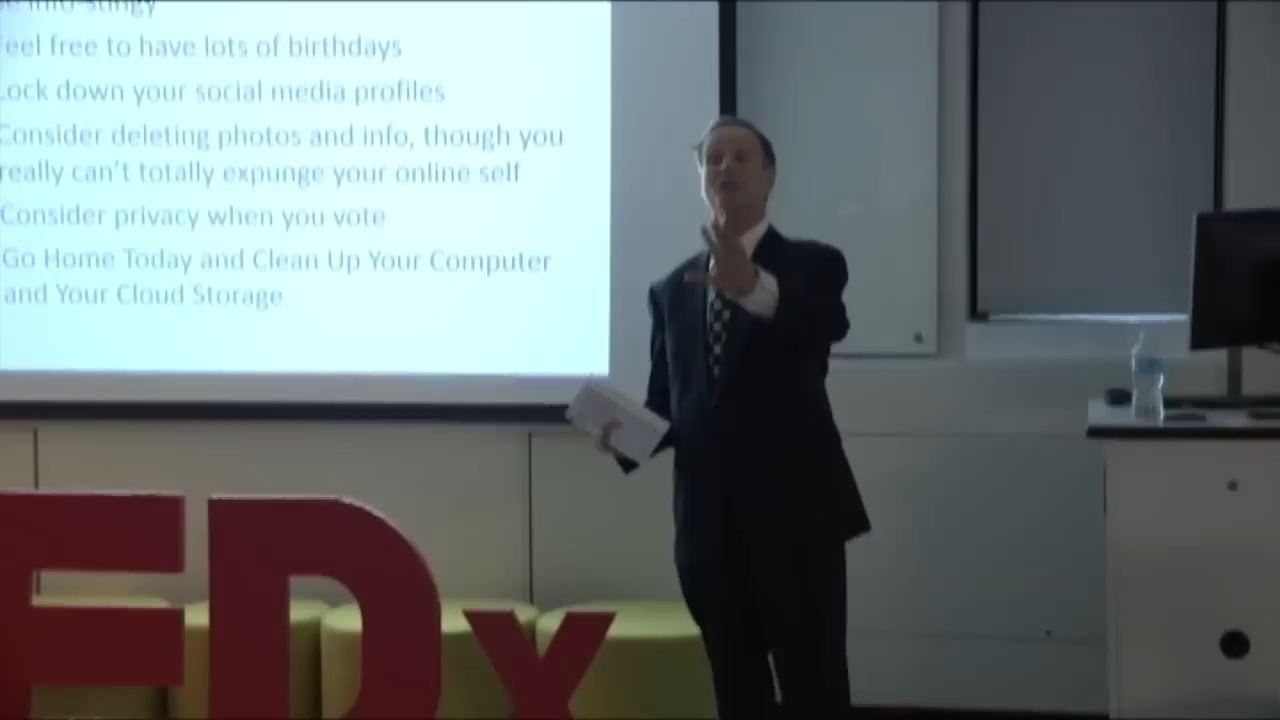 info-stingy
Feel free to have lots of birthdays
Lock down your social media profiles
Consider deleting photos and info, though you
really can't totally expunge your online self
Consider privacy when you vote
Go Home Today and Clean Up Your Computer
and Your Cloud Storage
EDx